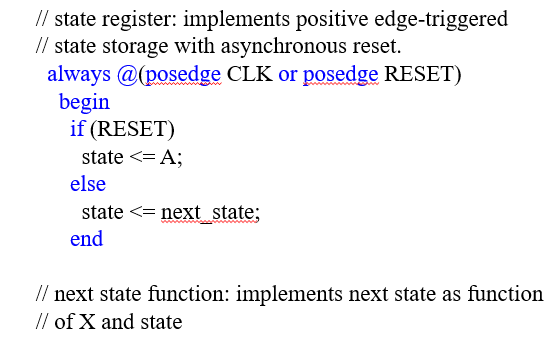 // state register: implements positive edge-triggered
// state storage with asynchronous reset.
always @(posedge CLK or posedge RESET)
begin
if (RESET)
state <= A;
else
state <= next_state;
end
// next state function: implements next state as function
// of X and state